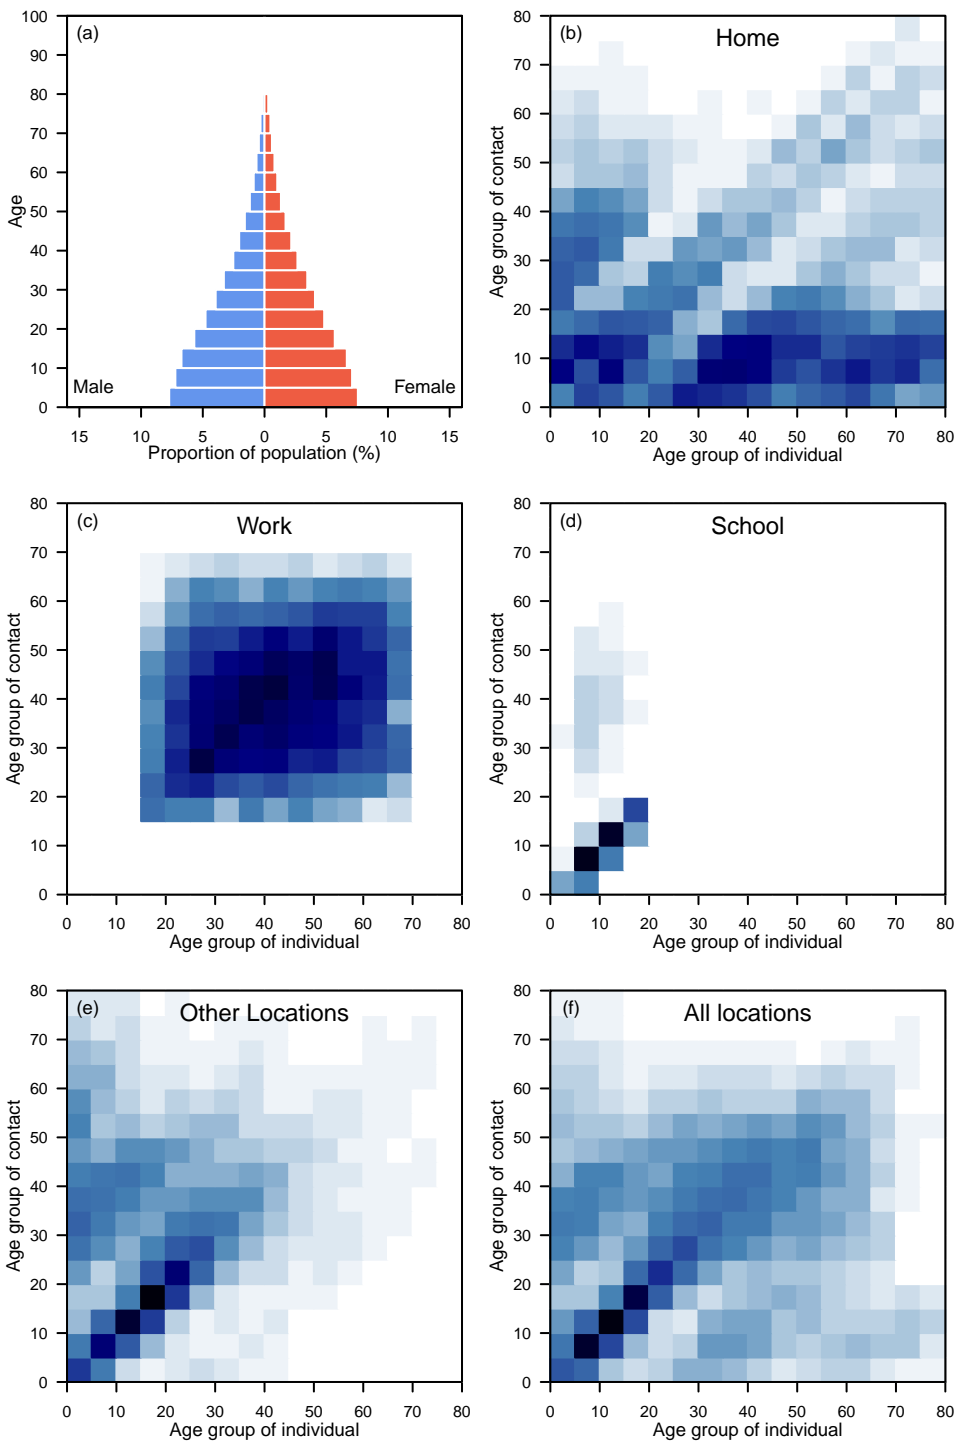 (a)
100
90
80
70
60
50
40
30
20
10
0
Age
Male
Female
15 10 5 0 5 10 15
Proportion of population (%)
(b)
Home
80
70
60
50
40
30
20
10
0
Age group of contact
0 10 20 30 40 50 60 70 80
Age group of individual
(c)
Work
80
70
60
50
40
30
20
10
0
Age group of contact
0 10 20 30 40 50 60 70 80
Age group of individual
(d)
School
80
70
60
50
40
30
20
10
0
Age group of contact
0 10 20 30 40 50 60 70 80
Age group of individual
(e)
Other Locations
80
70
60
50
40
30
20
10
0
Age group of contact
0 10 20 30 40 50 60 70 80
Age group of individual
(f)
All locations
80
70
60
50
40
30
20
10
0
Age group of contact
0 10 20 30 40 50 60 70 80
Age group of individual